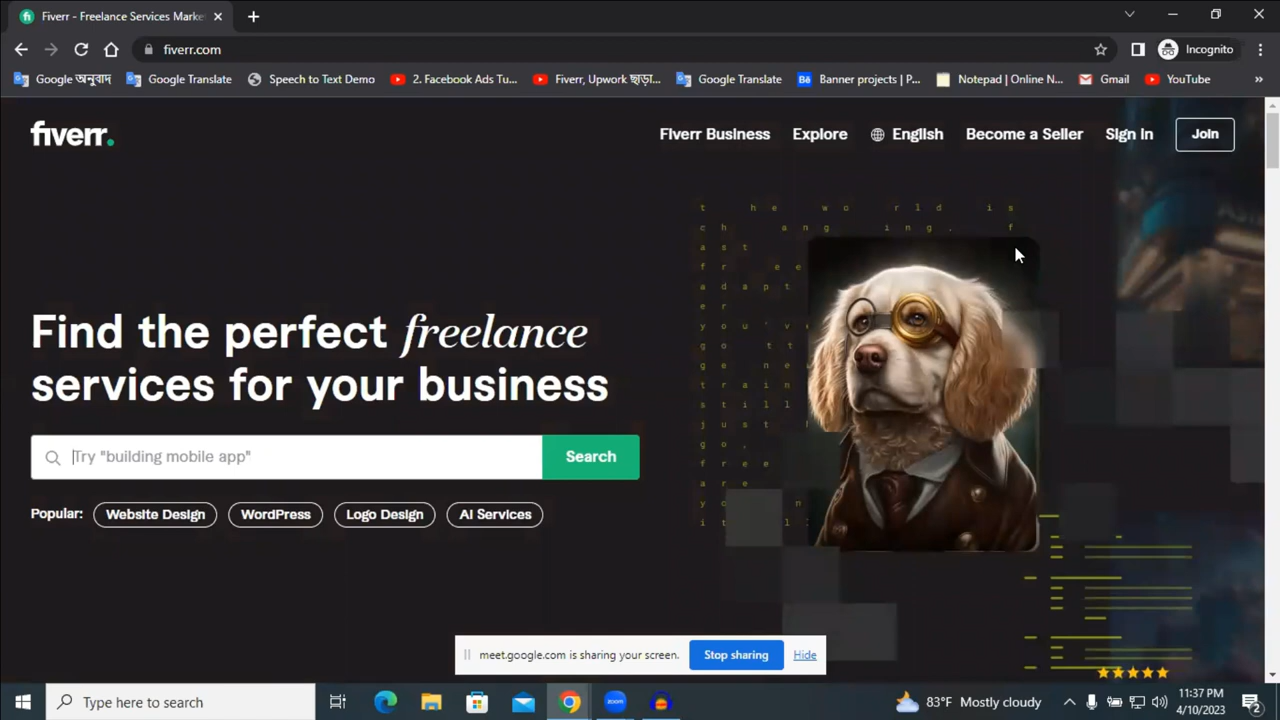 Fiverr - Freelance Services Marke
fiverr.com
Incognito
Google অনুবাদ
Google Translate
Speech to Text Demo
2. Facebook Ads Tu...
Fiverr, Upwork ছাড়া...
Google Translate
Banner projects | P...
Notepad | Online N...
Gmail
YouTube
fiverr.
Fiverr Business
Explore
English
Become a Seller
Sign In
Join
t h e w o r l d i s
c h a n g i n g . f
a s t
f r e e
a d a p t
e r
y o u ' v
g o t t
g e n e
t r a i n
s t i l l
j u s t
g o .
f r e e
a r e
Find the perfect freelance
services for your business
Try "building mobile app"
Search
Popular:
Website Design
WordPress
Logo Design
AI Services
meet.google.com is sharing your screen.
Stop sharing
Hide
Type here to search
zoom
83°F Mostly cloudy
11:37 PM
4/10/2023
2